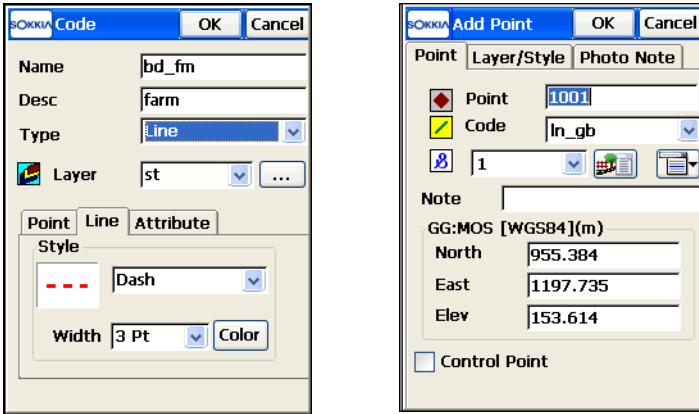 SOKKIA Code OK Cancel
Name bd_fm
Desc farm
Type Line
Layer st ...
Point Line Attribute
Style
Dash
Width 3 Pt Color
SOKKIA Add Point OK Cancel
Point Layer/Style Photo Note
Point 1001
Code ln_gb
1
Note
GG:MOS [WGS84](m)
North 955.384
East 1197.735
Elev 153.614
Control Point